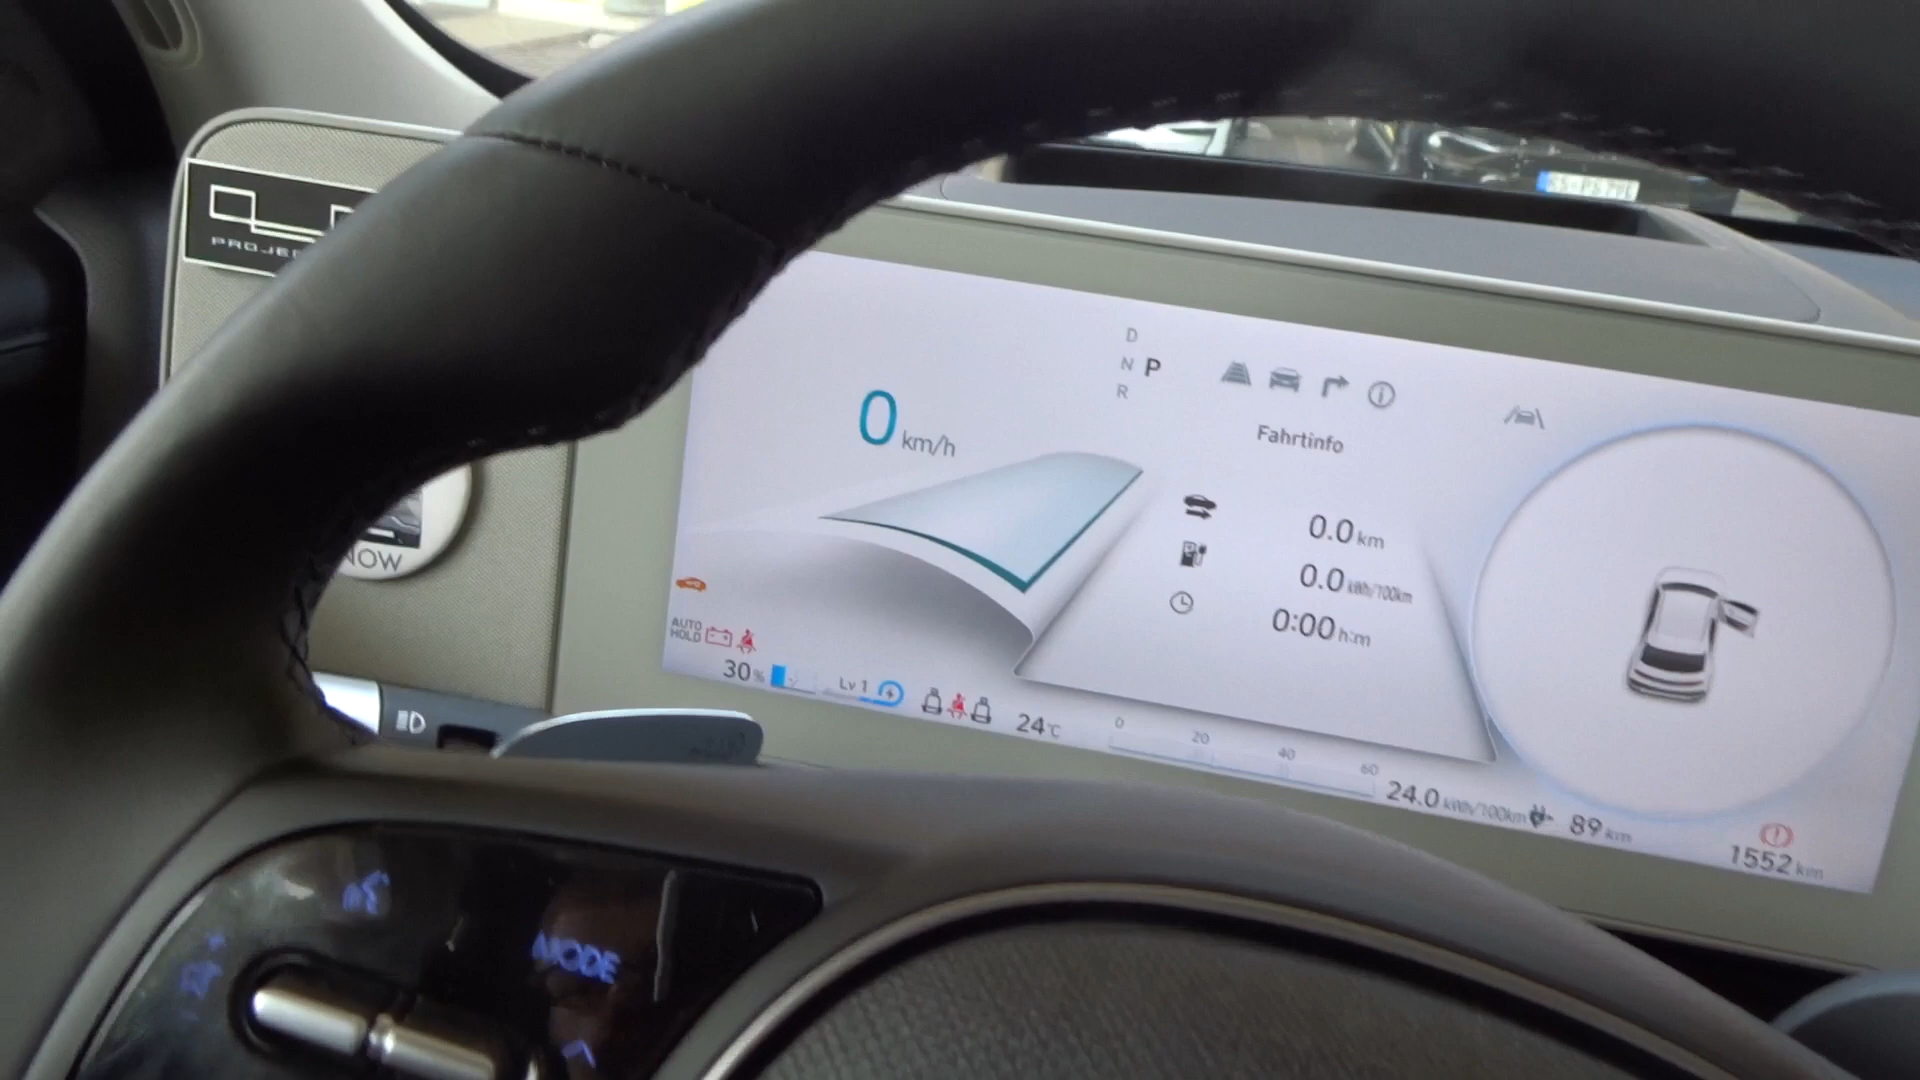 PROJE
NOW
D
N P
R
Fahrtinfo
0 km/h
0.0 km
0.0 kWh/100km
0:00 h:m
AUTO
HOLD
30 %
Lv 1
24°C
0 20 40 60
24.0 kWh/100km
89 km
1552 km
MODE